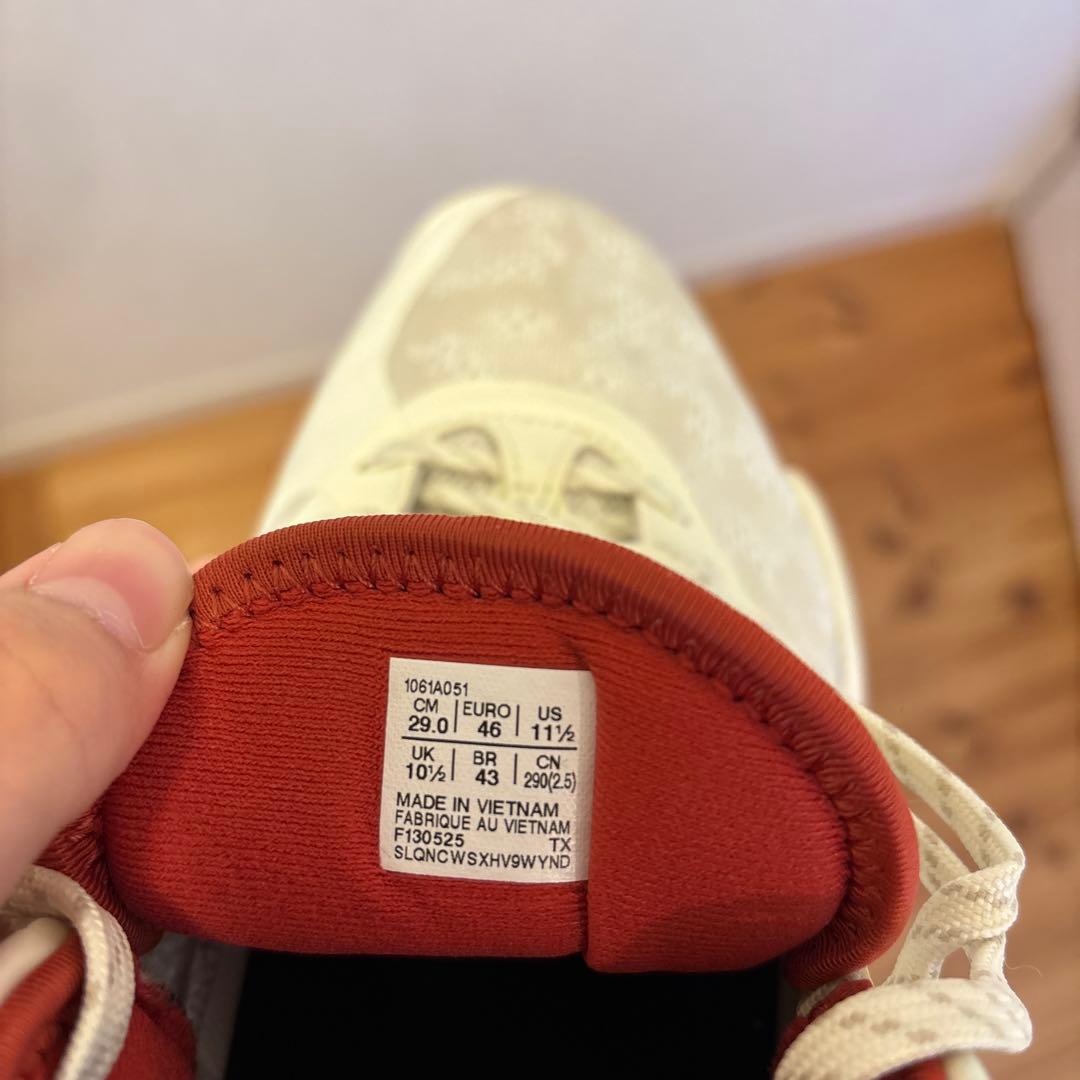 1061A051
CM EURO US
29.0 46 11½
UK BR CN
10½ 43 290(2.5)
MADE IN VIETNAM
FABRIQUE AU VIETNAM
F130525 TX
SLQNCWSXHV9WYND